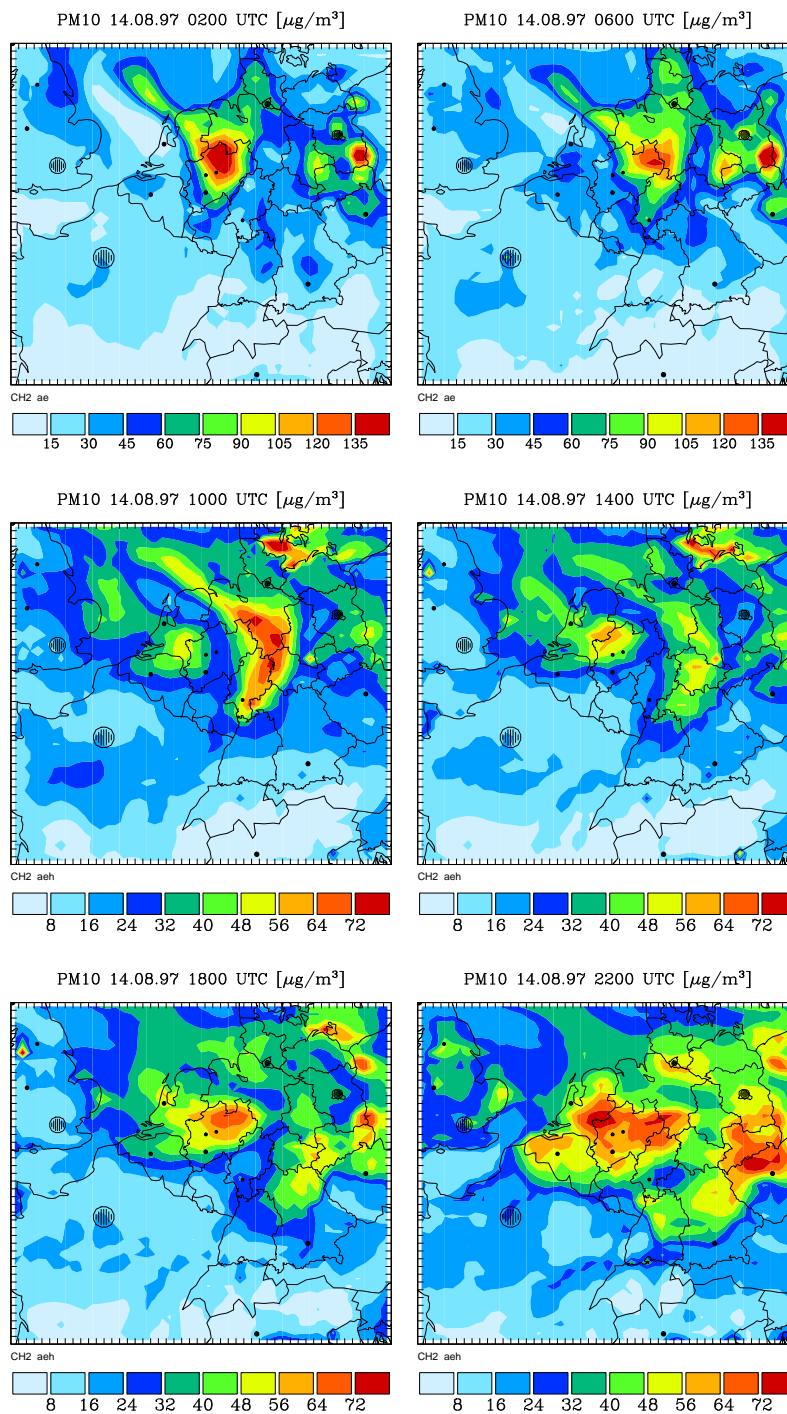 PM10 14.08.97 0200 UTC [μg/m³]
PM10 14.08.97 0600 UTC [μg/m³]
CH2 ae
CH2 ae
15 30 45 60 75 90 105 120 135
15 30 45 60 75 90 105 120 135
PM10 14.08.97 1000 UTC [μg/m³]
PM10 14.08.97 1400 UTC [μg/m³]
CH2 aeh
CH2 aeh
8 16 24 32 40 48 56 64 72
8 16 24 32 40 48 56 64 72
PM10 14.08.97 1800 UTC [μg/m³]
PM10 14.08.97 2200 UTC [μg/m³]
CH2 aeh
CH2 aeh
8 16 24 32 40 48 56 64 72
8 16 24 32 40 48 56 64 72